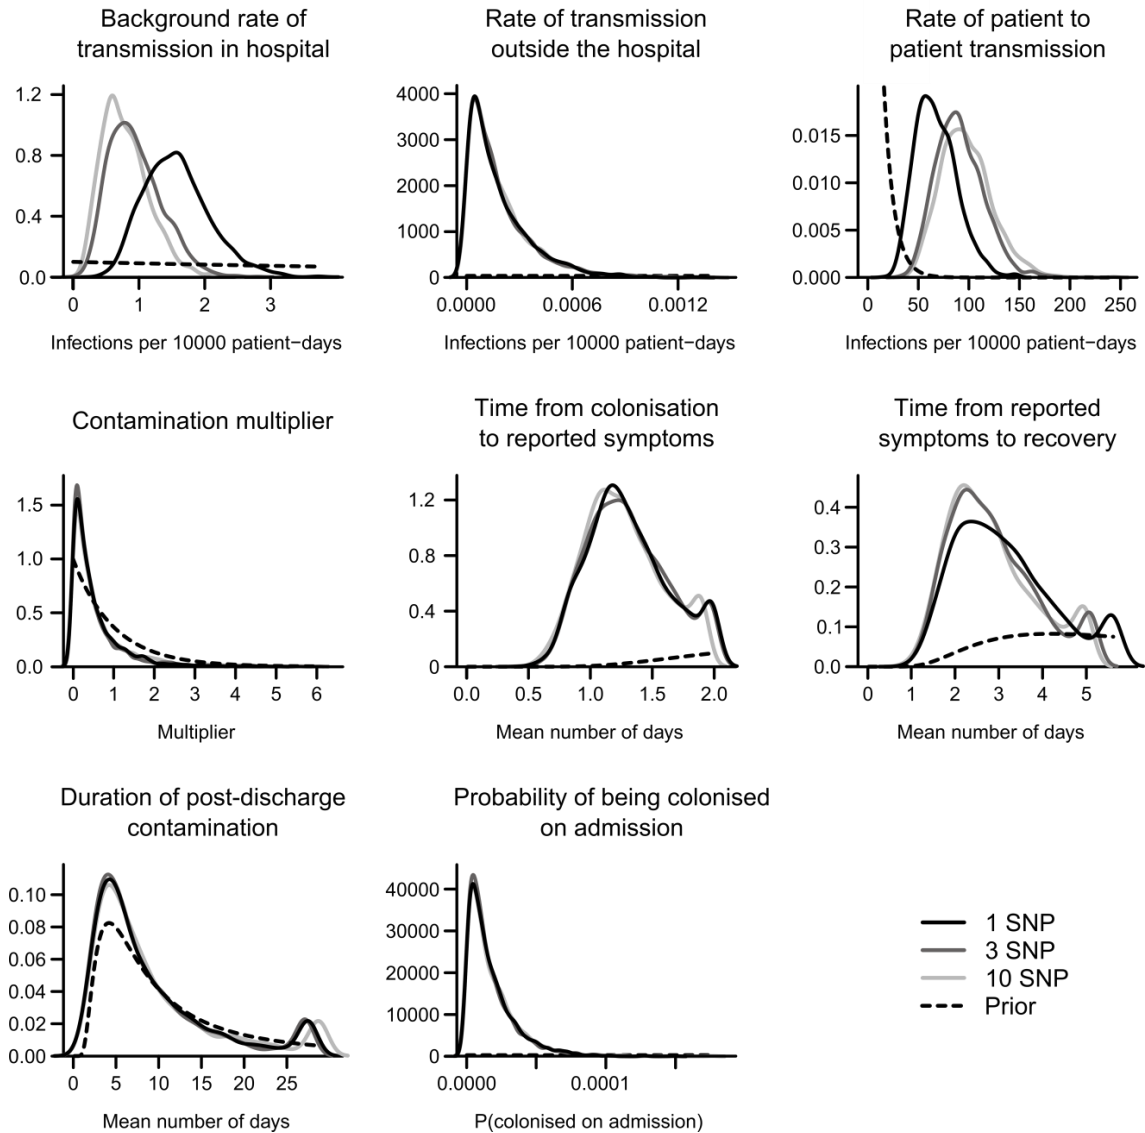 Background rate of
transmission in hospital
1.2
0.8
0.4
0.0
0 1 2 3
Infections per 10000 patient−days
Rate of transmission
outside the hospital
4000
3000
2000
1000
0
0.0000 0.0006 0.0012
Infections per 10000 patient−days
Rate of patient to
patient transmission
0.015
0.010
0.005
0.000
0 50 100 150 200 250
Infections per 10000 patient−days
Contamination multiplier
1.5
1.0
0.5
0.0
0 1 2 3 4 5 6
Multiplier
Time from colonisation
to reported symptoms
1.2
0.8
0.4
0
0.0 0.5 1.0 1.5 2.0
Mean number of days
Time from reported
symptoms to recovery
0.4
0.3
0.2
0.1
0.0
0 1 2 3 4 5
Mean number of days
Duration of post-discharge
contamination
0.10
0.08
0.06
0.04
0.02
0.00
0 5 10 15 20 25
Mean number of days
Probability of being colonised
on admission
40000
30000
20000
10000
0
0.0000 0.0001
P(colonised on admission)
1 SNP
3 SNP
10 SNP
Prior